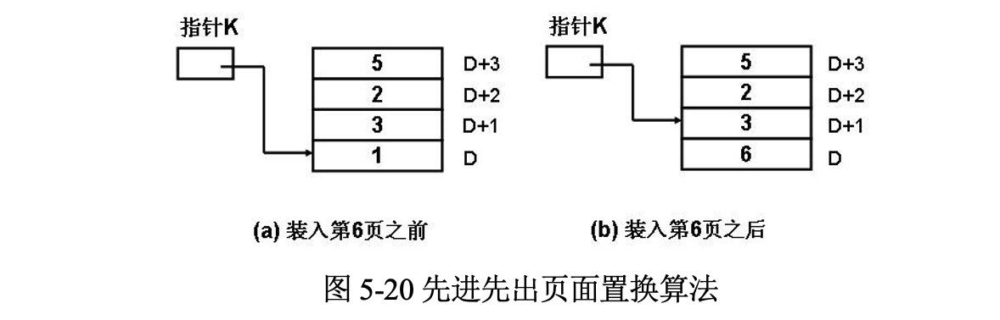 指针K
5 D+3
2 D+2
3 D+1
1 D
(a) 装入第6页之前
指针K
5 D+3
2 D+2
3 D+1
6 D
(b) 装入第6页之后
图 5-20 先进先出页面置换算法